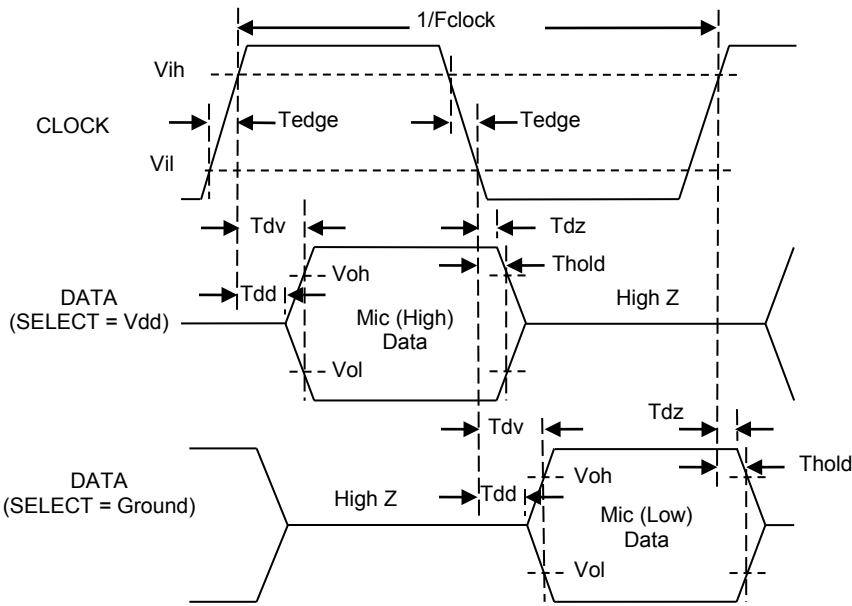 1/Fclock
Vih
CLOCK
Tedge
Tedge
Vil
Tdv
Tdz
Voh
Thold
DATA
(SELECT = Vdd)
Tdd
Mic (High)
Data
High Z
Vol
Tdv
Tdz
DATA
(SELECT = Ground)
High Z
Tdd
Voh
Thold
Mic (Low)
Data
Vol